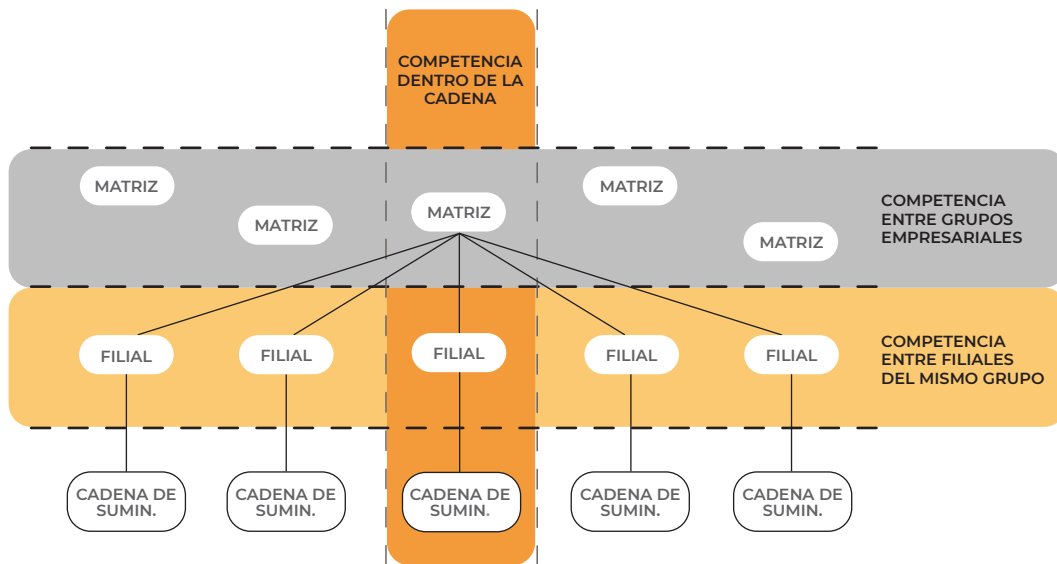 COMPETENCIA
DENTRO DE LA
CADENA
MATRIZ
MATRIZ
MATRIZ
MATRIZ
MATRIZ
COMPETENCIA
ENTRE GRUPOS
EMPRESARIALES
FILIAL
FILIAL
FILIAL
FILIAL
FILIAL
COMPETENCIA
ENTRE FILIALES
DEL MISMO GRUPO
CADENA DE
SUMIN.
CADENA DE
SUMIN.
CADENA DE
SUMIN.
CADENA DE
SUMIN.
CADENA DE
SUMIN.